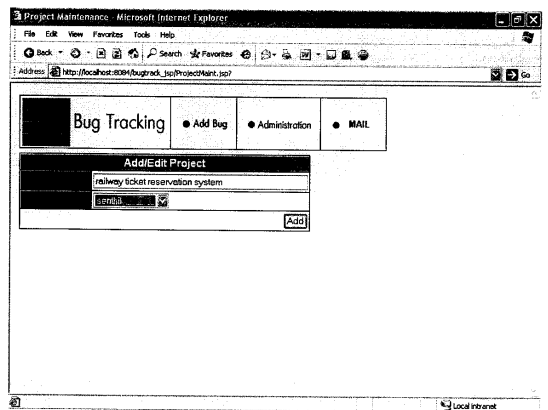 Project Maintenance - Microsoft Internet Explorer
File Edit View Favorites Tools Help
Back Search Favorites
Address http://localhost:8084/bugtrack_jsp/ProjectMaint.jsp? Go
Bug Tracking Add Bug Administration MAIL
Add/Edit Project
railway ticket reservation system
senthil
Add
Local intranet